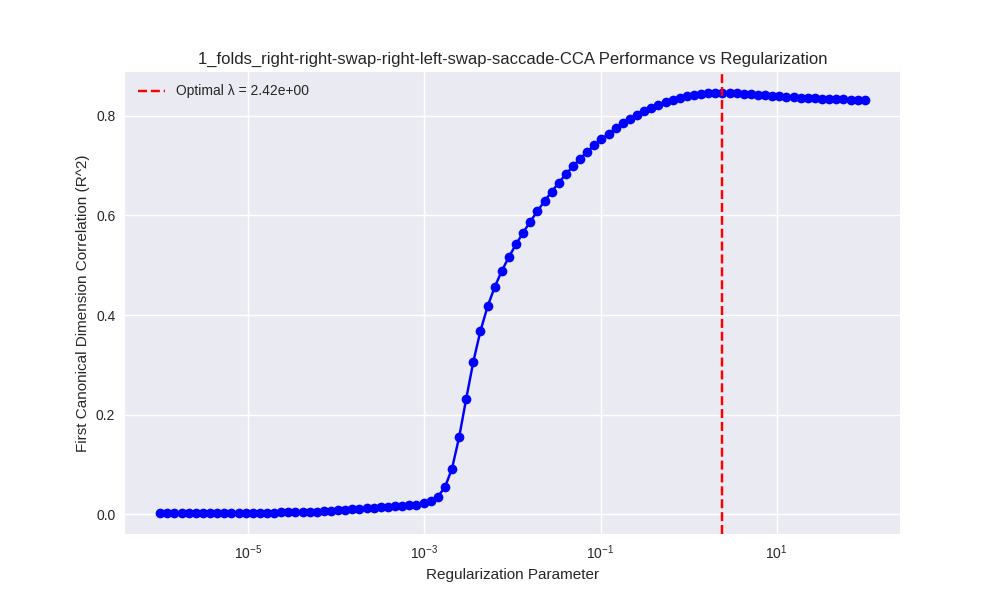 1_folds_right-right-swap-right-left-swap-saccade-CCA Performance vs Regularization
Optimal λ = 2.42e+00
First Canonical Dimension Correlation (R^2)
0.8
0.6
0.4
0.2
0.0
10⁻⁵ 10⁻³ 10⁻¹ 10¹
Regularization Parameter